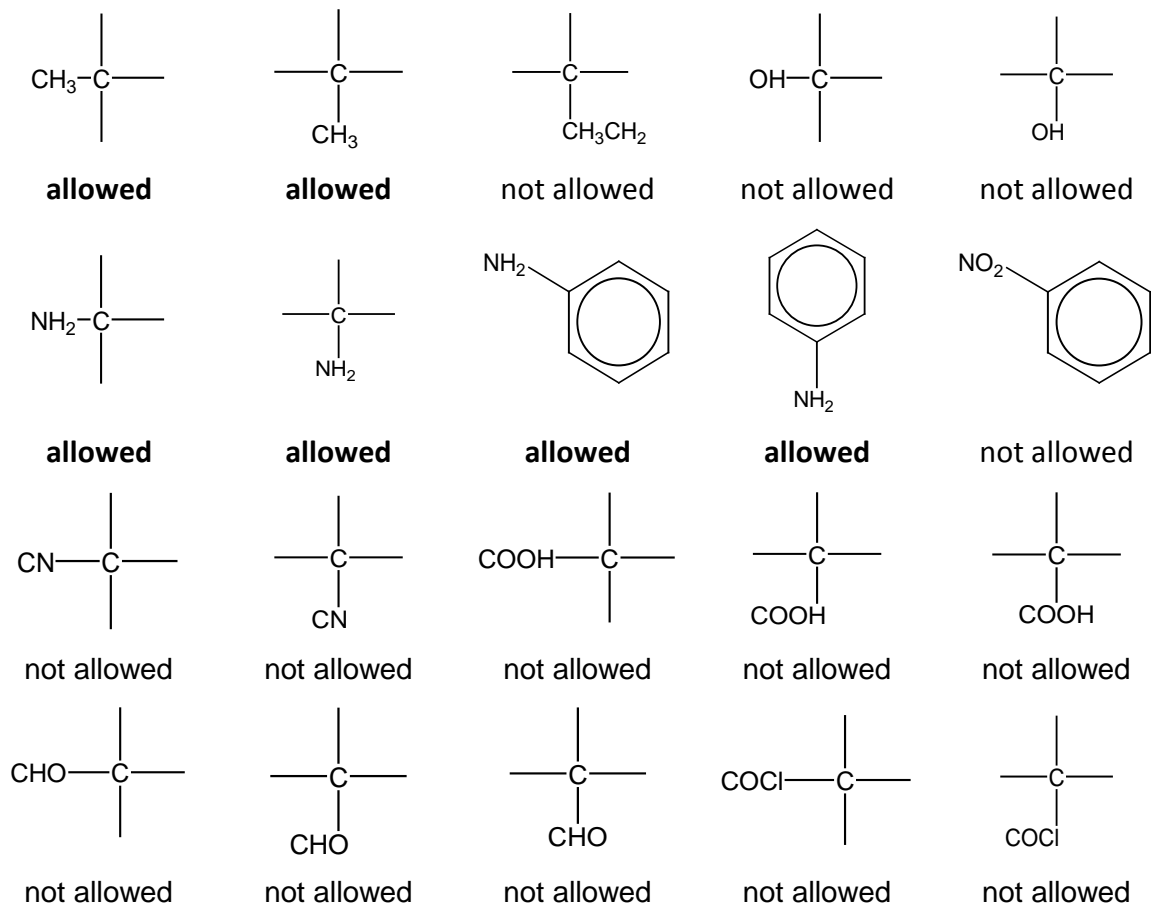 CH₃ C C C OH C C
CH₃ CH₃CH₂ OH
allowed allowed not allowed not allowed not allowed
NH₂ C C NH₂ NO₂
NH₂ NH₂
allowed allowed allowed allowed not allowed
CN C C COOH C C C
CN COOH COOH
not allowed not allowed not allowed not allowed not allowed
CHO C C C COCl C C
CHO CHO COCl
not allowed not allowed not allowed not allowed not allowed